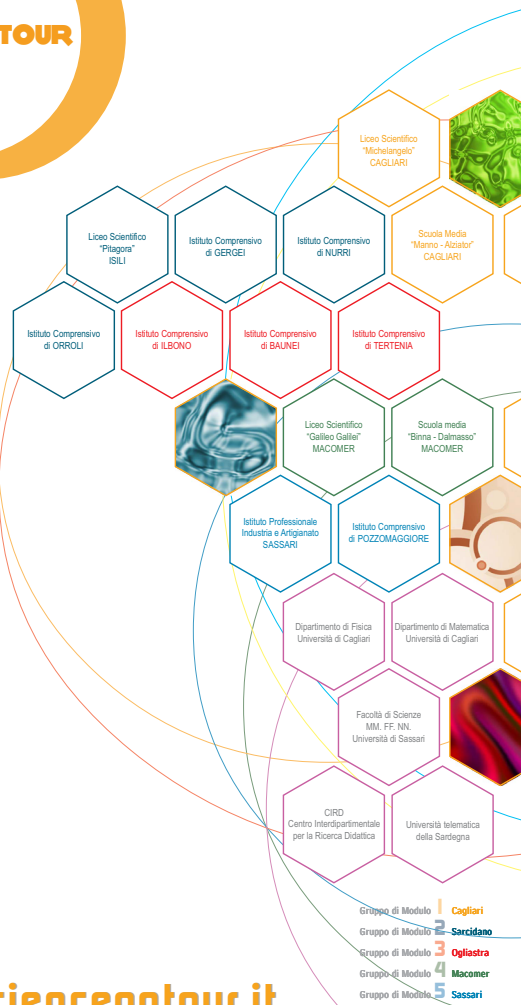 TOUR
Liceo Scientifico
"Michelangelo"
CAGLIARI
Liceo Scientifico
"Pitagora"
ISILI
Istituto Comprensivo
di GERGEI
Istituto Comprensivo
di NURRI
Scuola Media
"Manno - Alziator"
CAGLIARI
Istituto Comprensivo
di ORROLI
Istituto Comprensivo
di ILBONO
Istituto Comprensivo
di BAUNEI
Istituto Comprensivo
di TERTENIA
Liceo Scientifico
"Galileo Galilei"
MACOMER
Scuola media
"Binna - Dalmasso"
MACOMER
Istituto Professionale
Industria e Artigianato
SASSARI
Istituto Comprensivo
di POZZOMAGGIORE
Dipartimento di Fisica
Università di Cagliari
Dipartimento di Matematica
Università di Cagliari
Facoltà di Scienze
MM. FF. NN.
Università di Sassari
CIRD
Centro Interdipartimentale
per la Ricerca Didattica
Università telematica
della Sardegna
Gruppo di Modulo 1 Cagliari
Gruppo di Modulo 2 Sarcidano
Gruppo di Modulo 3 Ogliastra
Gruppo di Modulo 4 Macomer
Gruppo di Modulo 5 Sassari